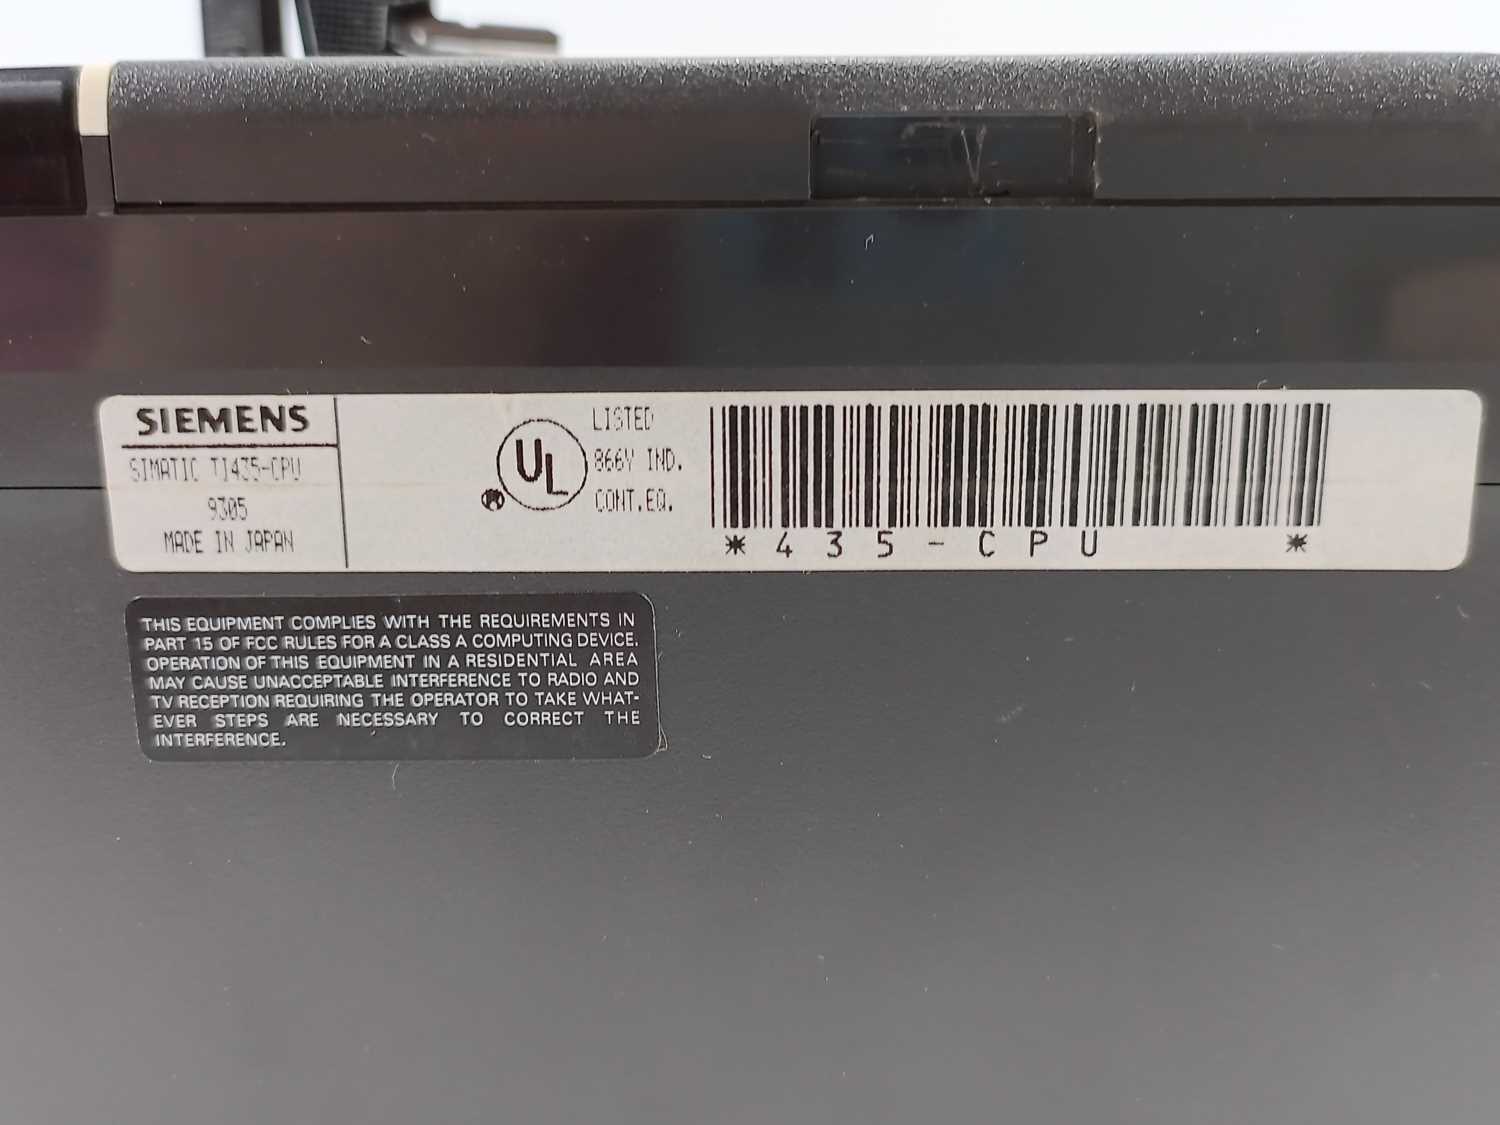 SIEMENS
SIMATIC TI435-CPU
9305
MADE IN JAPAN
UL
LISTED
866Y IND.
CONT.EQ.
*435-CPU *
THIS EQUIPMENT COMPLIES WITH THE REQUIREMENTS IN
PART 15 OF FCC RULES FOR A CLASS A COMPUTING DEVICE.
OPERATION OF THIS EQUIPMENT IN A RESIDENTIAL AREA
MAY CAUSE UNACCEPTABLE INTERFERENCE TO RADIO AND
TV RECEPTION REQUIRING THE OPERATOR TO TAKE WHAT-
EVER STEPS ARE NECESSARY TO CORRECT THE
INTERFERENCE.